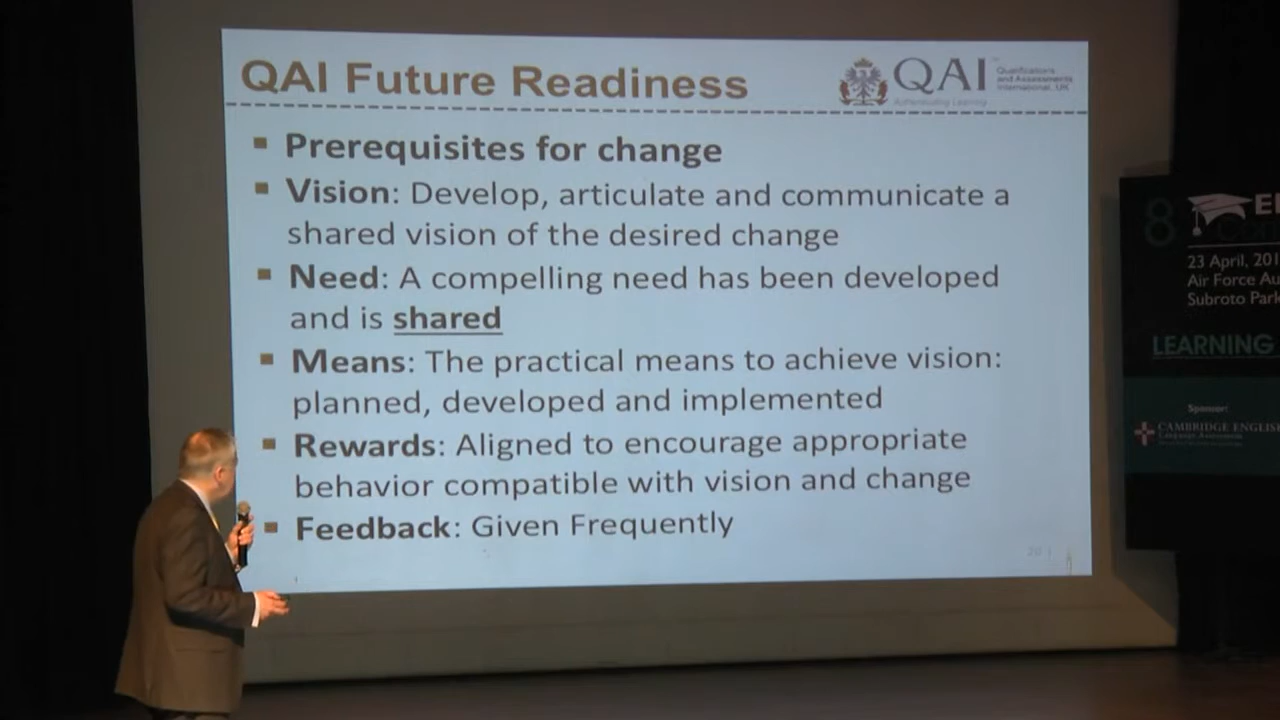 QAI Future Readiness
QAI
Qualifications
and Assessments
International, UK
Authenticating Learning
Prerequisites for change
Vision: Develop, articulate and communicate a
shared vision of the desired change
Need: A compelling need has been developed
and is shared
Means: The practical means to achieve vision:
planned, developed and implemented
Rewards: Aligned to encourage appropriate
behavior compatible with vision and change
Feedback: Given Frequently
20
8
23 April, 201
Air Force Au
Subroto Park
LEARNING
Sponsor:
CAMBRIDGE ENGLISH
Language Assessment